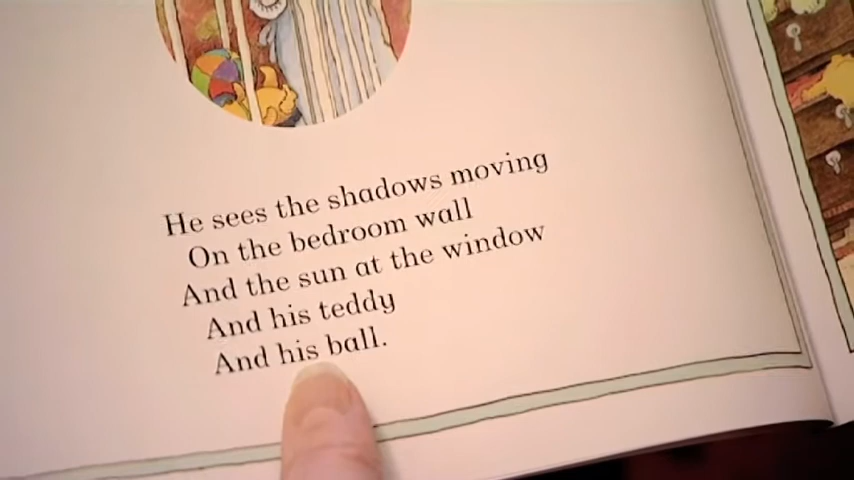 He sees the shadows moving
On the bedroom wall
And the sun at the window
And his teddy
And his ball.